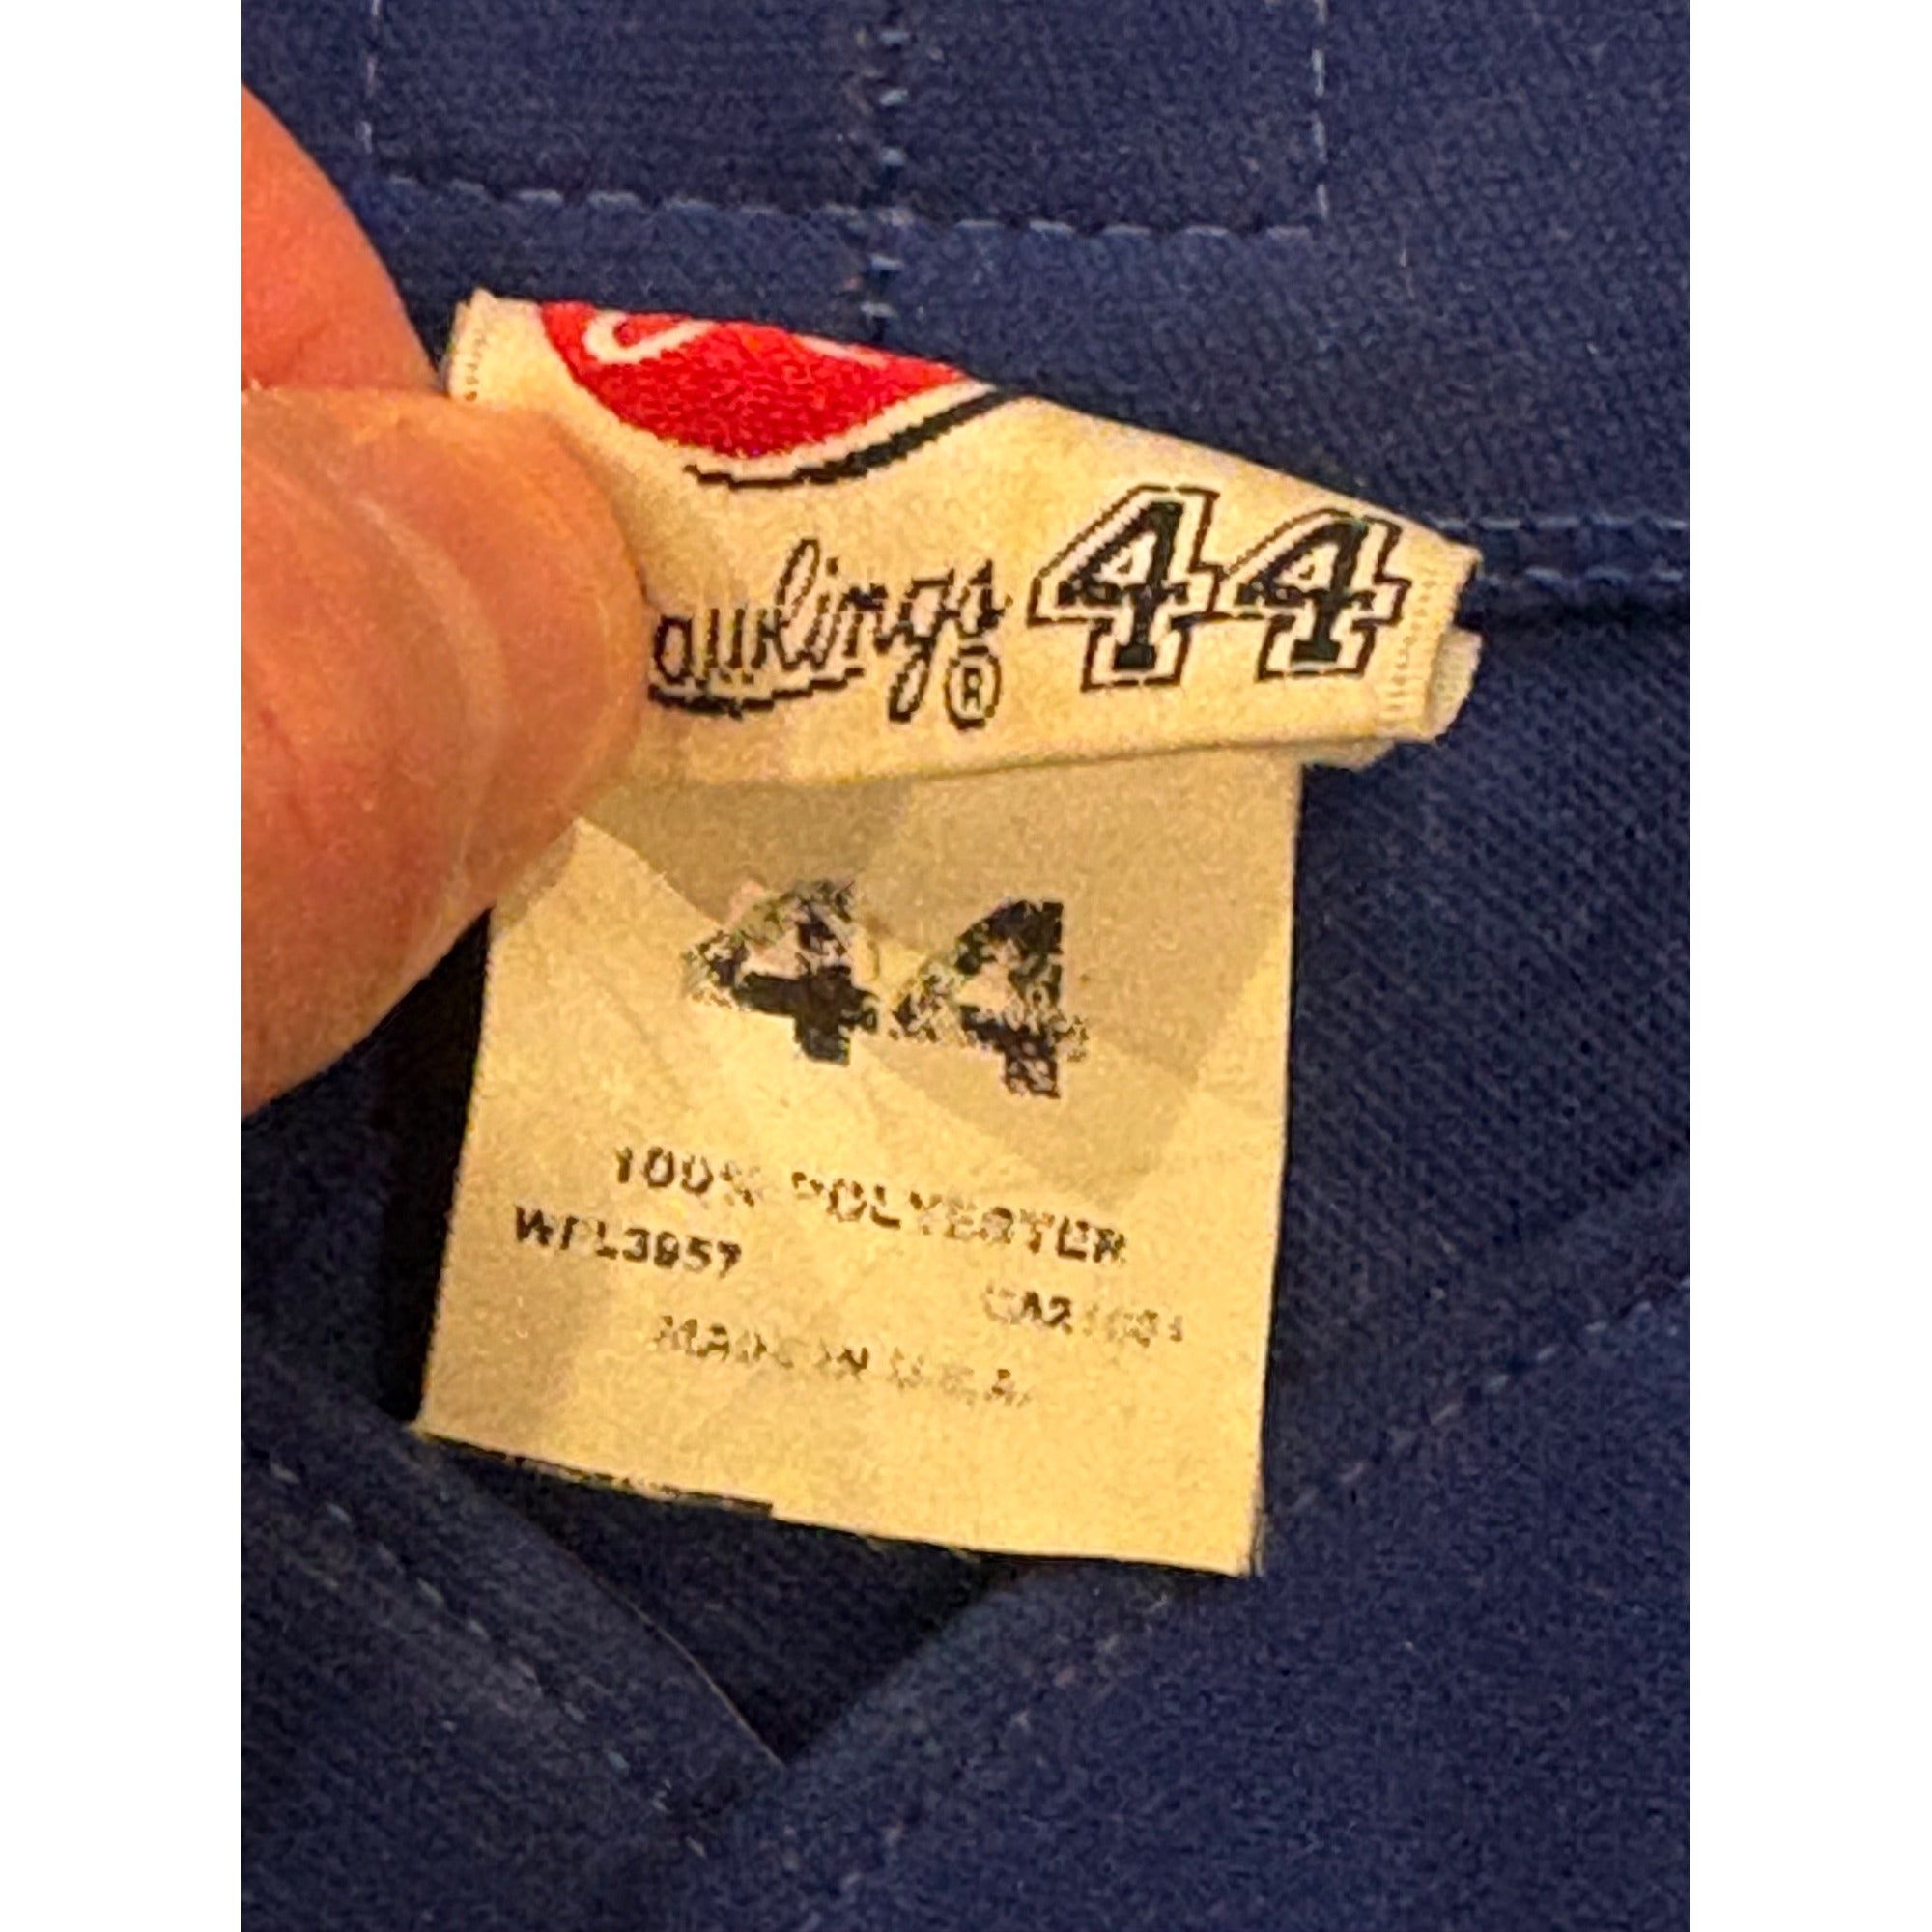 awlings® 44
44
100% POLYESTER
WPL3957
MADE IN U.S.A.